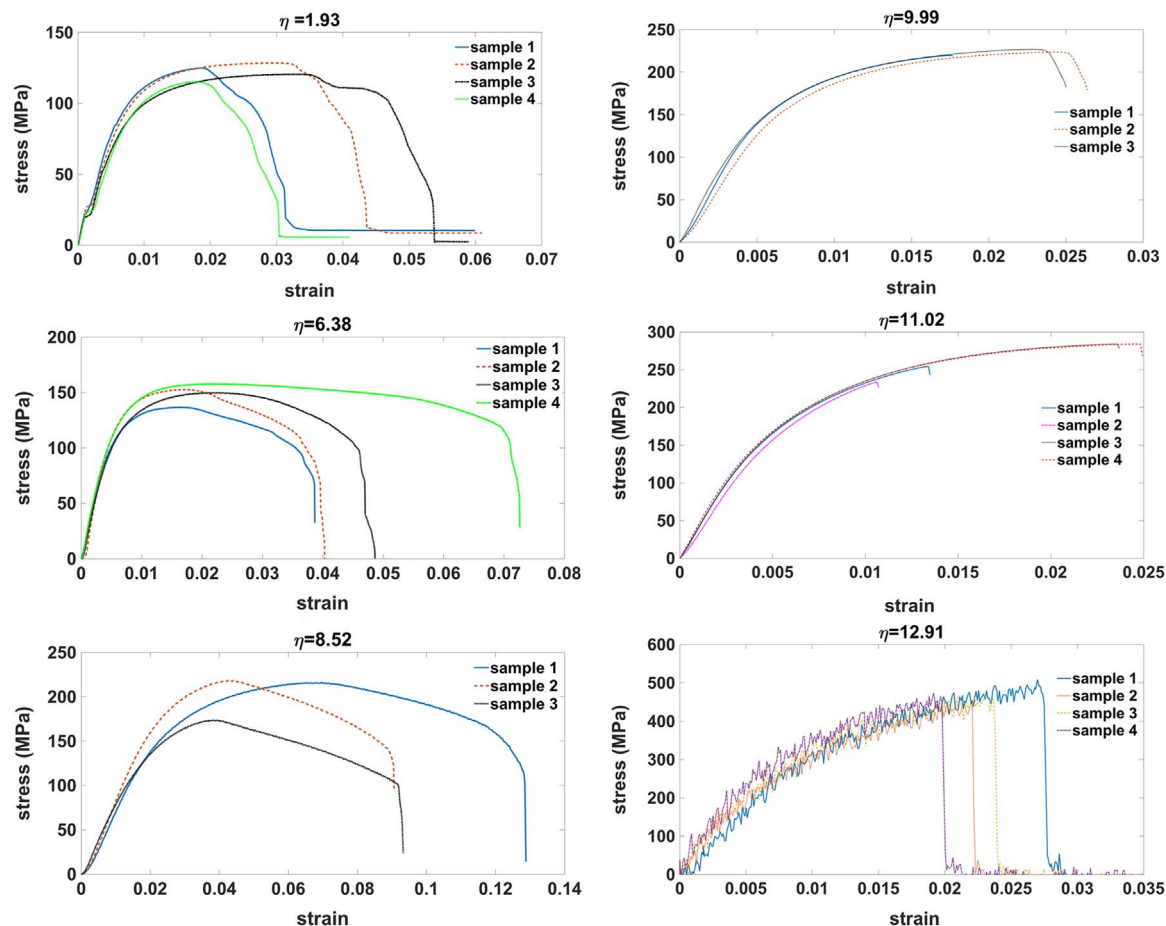 η =1.93
150
100
50
0
stress (MPa)
sample 1
sample 2
sample 3
sample 4
0 0.01 0.02 0.03 0.04 0.05 0.06 0.07
strain
η=9.99
250
200
150
100
50
0
stress (MPa)
sample 1
sample 2
sample 3
0 0.005 0.01 0.015 0.02 0.025 0.03
strain
η=6.38
200
150
100
50
0
stress (MPa)
sample 1
sample 2
sample 3
sample 4
0 0.01 0.02 0.03 0.04 0.05 0.06 0.07 0.08
strain
η=11.02
300
250
200
150
100
50
0
stress (MPa)
sample 1
sample 2
sample 3
sample 4
0 0.005 0.01 0.015 0.02 0.025
strain
η=8.52
250
200
150
100
50
0
stress (MPa)
sample 1
sample 2
sample 3
0 0.02 0.04 0.06 0.08 0.1 0.12 0.14
strain
η=12.91
600
500
400
300
200
100
0
stress (MPa)
sample 1
sample 2
sample 3
sample 4
0 0.005 0.01 0.015 0.02 0.025 0.03 0.035
strain